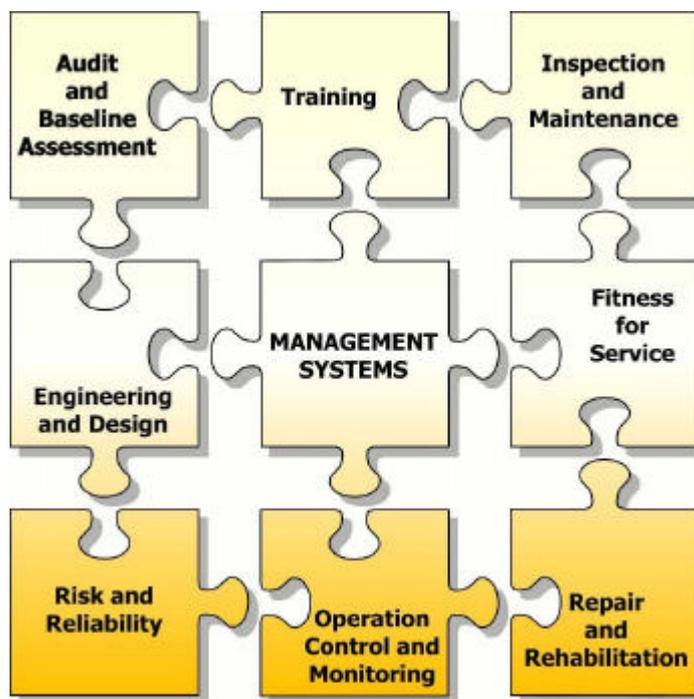 Audit
and
Baseline
Assessment
Training
Inspection
and
Maintenance
Engineering
and Design
MANAGEMENT
SYSTEMS
Fitness
for
Service
Risk and
Reliability
Operation
Control and
Monitoring
Repair
and
Rehabilitation